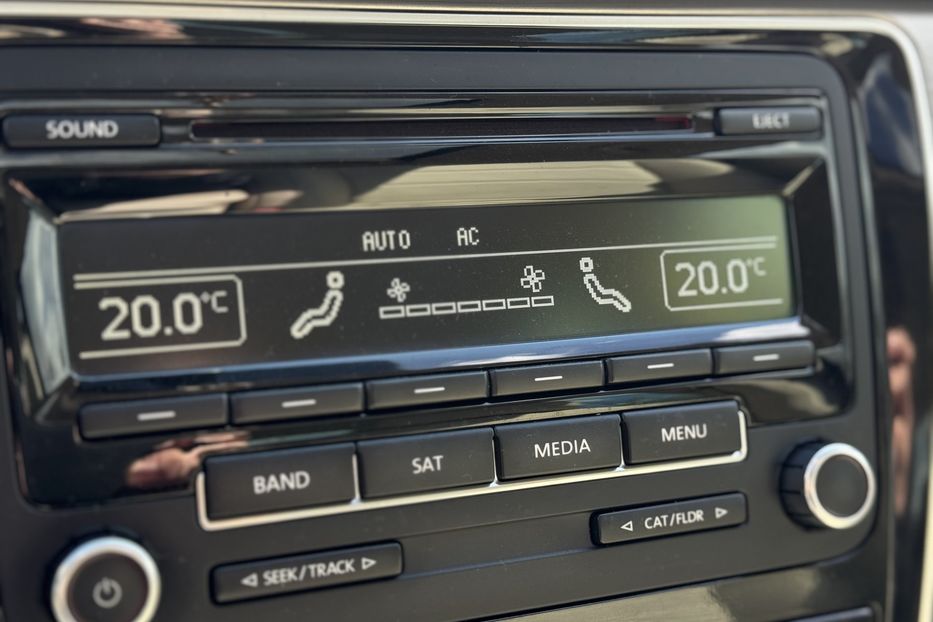 SOUND EJECT
AUTO AC
20.0°C 20.0°C
BAND SAT MEDIA MENU
SEEK/TRACK CAT/FLDR